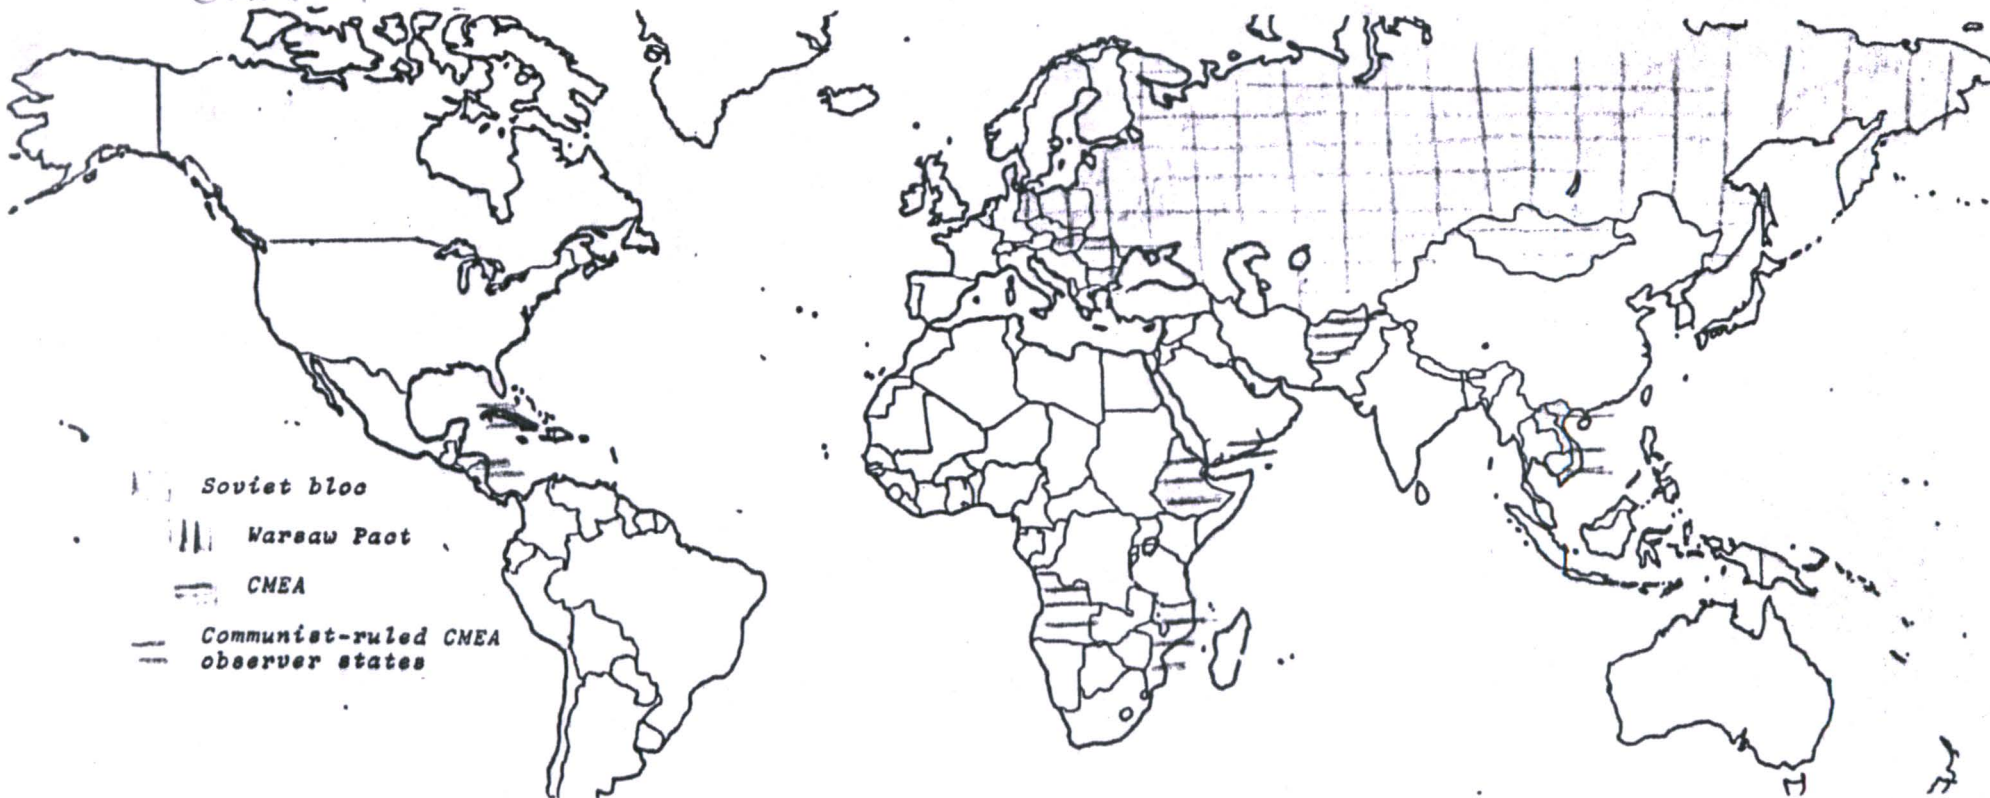 Soviet bloc
Warsaw Pact
CMEA
Communist-ruled CMEA
observer states